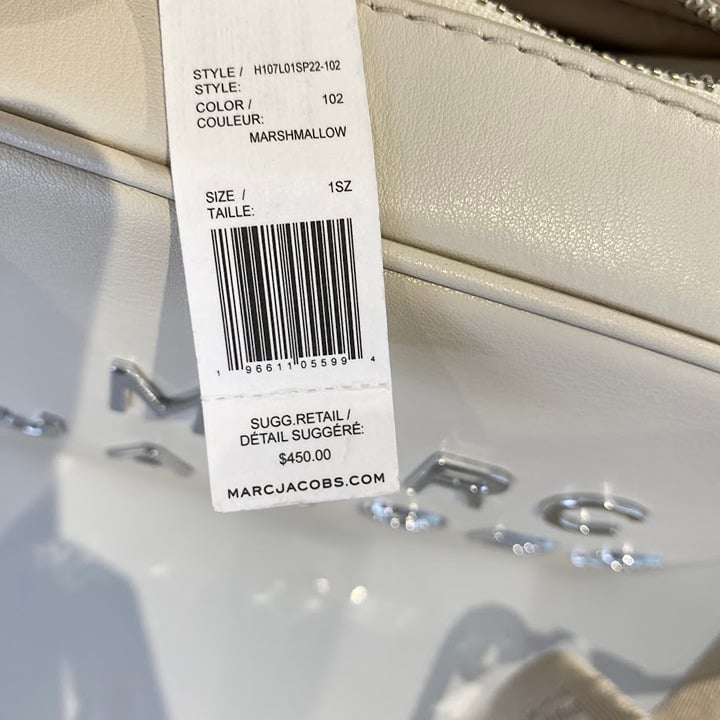 STYLE / H107L01SP22-102
STYLE:
COLOR / 102
COULEUR:
MARSHMALLOW
SIZE / 1SZ
TAILLE:
1 96611 05599 4
SUGG.RETAIL /
DÉTAIL SUGGÉRÉ:
$450.00
MARCJACOBS.COM
M RC